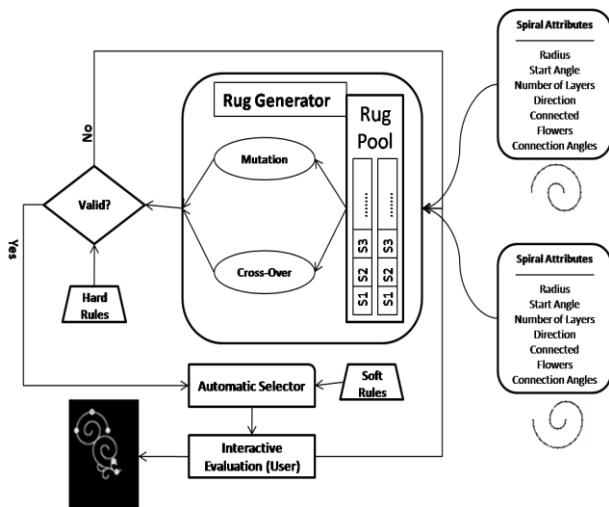 Spiral Attributes
Radius
Start Angle
Number of Layers
Direction
Connected
Flowers
Connection Angles
Rug Generator
Rug
Pool
Mutation
Cross-Over
.......
.......
S3
S3
S2
S2
S1
S1
No
Valid?
Yes
Hard
Rules
Automatic Selector
Soft
Rules
Interactive
Evaluation (User)
Spiral Attributes
Radius
Start Angle
Number of Layers
Direction
Connected
Flowers
Connection Angles